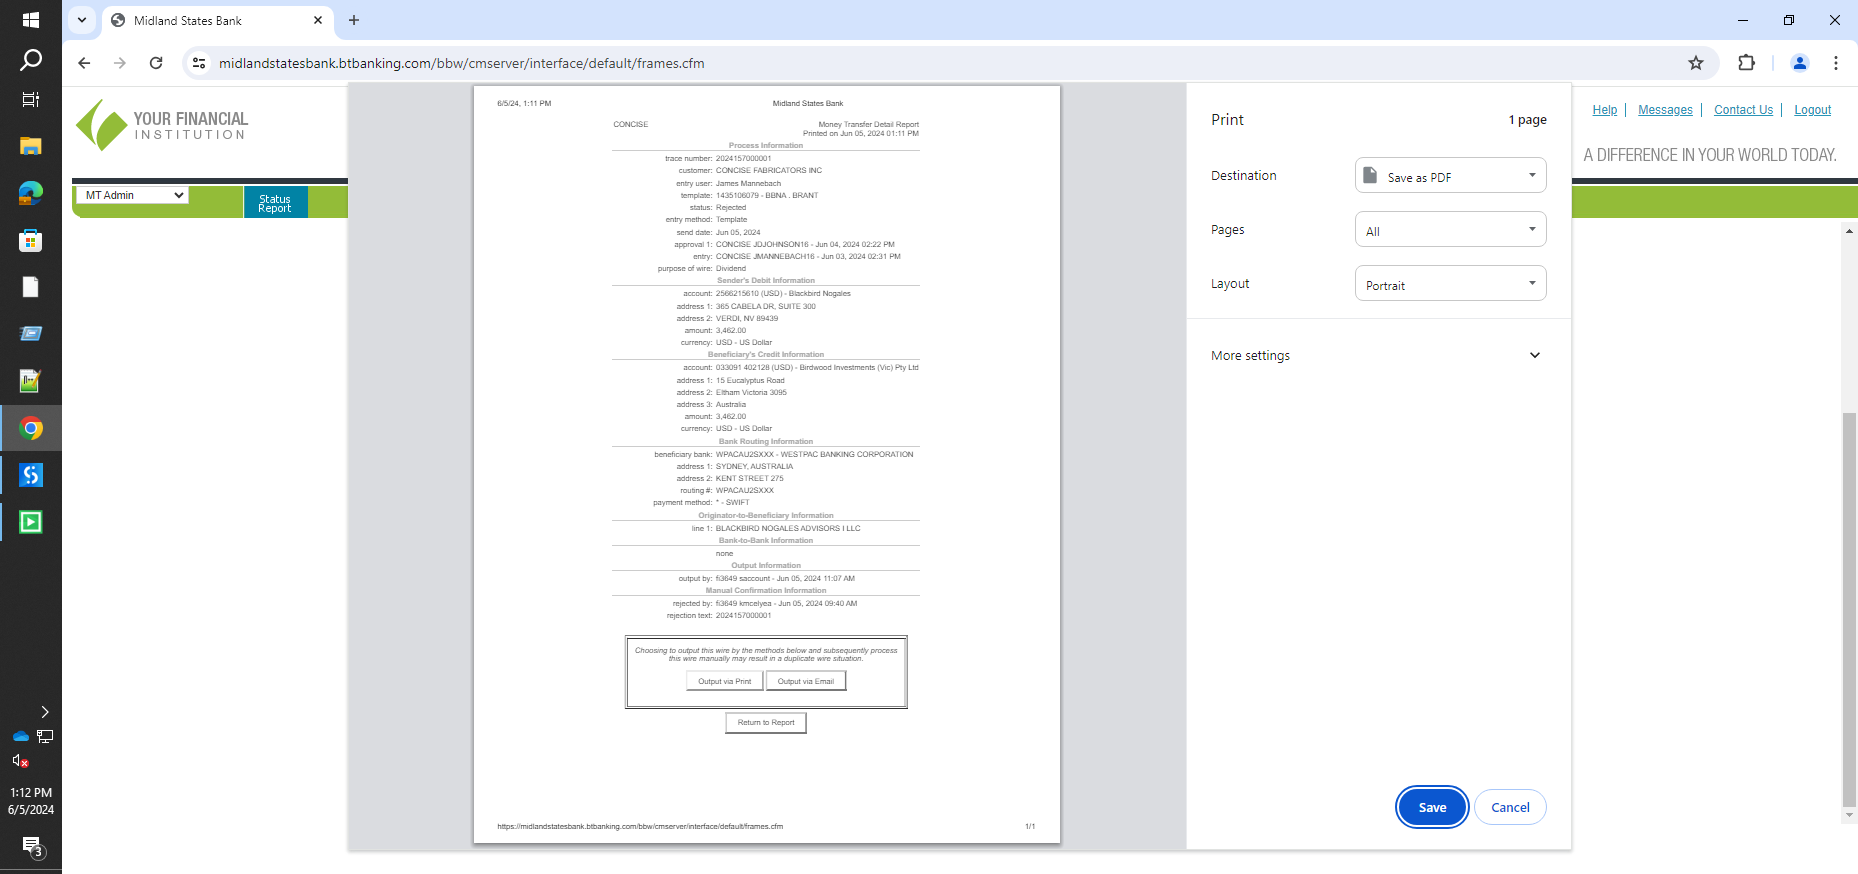 Midland States Bank
midlandstatesbank.btbanking.com/bbw/cmserver/interface/default/frames.cfm
YOUR FINANCIAL
INSTITUTION
Help | Messages | Contact Us | Logout
A DIFFERENCE IN YOUR WORLD TODAY.
MT Admin
Status
Report
6/5/24, 1:11 PM
Midland States Bank
CONCISE
Money Transfer Detail Report
Printed on Jun 05, 2024 01:11 PM
Process Information
trace number: 2024157000001
customer: CONCISE FABRICATORS INC
entry user: James Mannebach
template: 1435106079 - BBNA , BRANT
status: Rejected
entry method: Template
send date: Jun 05, 2024
approval 1: CONCISE JDJOHNSON16 - Jun 04, 2024 02:22 PM
entry: CONCISE JMANNEBACH16 - Jun 03, 2024 02:31 PM
purpose of wire: Dividend
Sender's Debit Information
account: 2566215610 (USD) - Blackbird Nogales
address 1: 365 CABELA DR, SUITE 300
address 2: VERDI, NV 89439
amount: 3,462.00
currency: USD - US Dollar
Beneficiary's Credit Information
account: 033091 402128 (USD) - Birdwood Investments (Vic) Pty Ltd
address 1: 15 Eucalyptus Road
address 2: Eltham Victoria 3095
address 3: Australia
amount: 3,462.00
currency: USD - US Dollar
Bank Routing Information
beneficiary bank: WPACAU2SXXX - WESTPAC BANKING CORPORATION
address 1: SYDNEY, AUSTRALIA
address 2: KENT STREET 275
routing #: WPACAU2SXXX
payment method: * - SWIFT
Originator-to-Beneficiary Information
line 1: BLACKBIRD NOGALES ADVISORS I LLC
Bank-to-Bank Information
none
Output Information
output by: fi3649 saccount - Jun 05, 2024 11:07 AM
Manual Confirmation Information
rejected by: fi3649 kmcelyea - Jun 05, 2024 09:40 AM
rejection text: 2024157000001
Choosing to output this wire by the methods below and subsequently process
this wire manually may result in a duplicate wire situation.
Output via Print
Output via Email
Return to Report
https://midlandstatesbank.btbanking.com/bbw/cmserver/interface/default/frames.cfm
1/1
Print
1 page
Destination
Save as PDF
Pages
All
Layout
Portrait
More settings
Save
Cancel
1:12 PM
6/5/2024
3